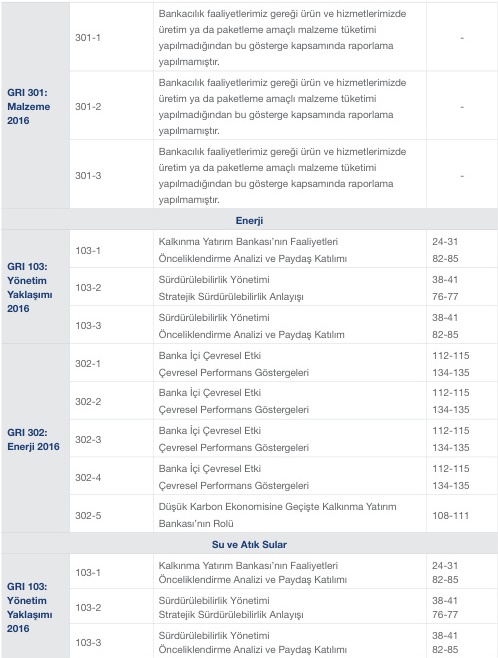 GRI 301:
Malzeme
2016
301-1
Bankacılık faaliyetlerimiz gereği ürün ve hizmetlerimizde
üretim ya da paketleme amaçlı malzeme tüketimi
yapılmadığından bu gösterge kapsamında raporlama
yapılmamıştır.
-
301-2
Bankacılık faaliyetlerimiz gereği ürün ve hizmetlerimizde
üretim ya da paketleme amaçlı malzeme tüketimi
yapılmadığından bu gösterge kapsamında raporlama
yapılmamıştır.
-
301-3
Bankacılık faaliyetlerimiz gereği ürün ve hizmetlerimizde
üretim ya da paketleme amaçlı malzeme tüketimi
yapılmadığından bu gösterge kapsamında raporlama
yapılmamıştır.
-
Enerji
GRI 103:
Yönetim
Yaklaşımı
2016
103-1
Kalkınma Yatırım Bankası'nın Faaliyetleri 24-31
Önceliklendirme Analizi ve Paydaş Katılımı 82-85
103-2
Sürdürülebilirlik Yönetimi 38-41
Stratejik Sürdürülebilirlik Anlayışı 76-77
103-3
Sürdürülebilirlik Yönetimi 38-41
Önceliklendirme Analizi ve Paydaş Katılım 82-85
GRI 302:
Enerji 2016
302-1
Banka İçi Çevresel Etki 112-115
Çevresel Performans Göstergeleri 134-135
302-2
Banka İçi Çevresel Etki 112-115
Çevresel Performans Göstergeleri 134-135
302-3
Banka İçi Çevresel Etki 112-115
Çevresel Performans Göstergeleri 134-135
302-4
Banka İçi Çevresel Etki 112-115
Çevresel Performans Göstergeleri 134-135
302-5
Düşük Karbon Ekonomisine Geçişte Kalkınma Yatırım
Bankası'nın Rolü
108-111
Su ve Atık Sular
GRI 103:
Yönetim
Yaklaşımı
2016
103-1
Kalkınma Yatırım Bankası'nın Faaliyetleri 24-31
Önceliklendirme Analizi ve Paydaş Katılımı 82-85
103-2
Sürdürülebilirlik Yönetimi 38-41
Stratejik Sürdürülebilirlik Anlayışı 76-77
103-3
Sürdürülebilirlik Yönetimi 38-41
Önceliklendirme Analizi ve Paydaş Katılımı 82-85